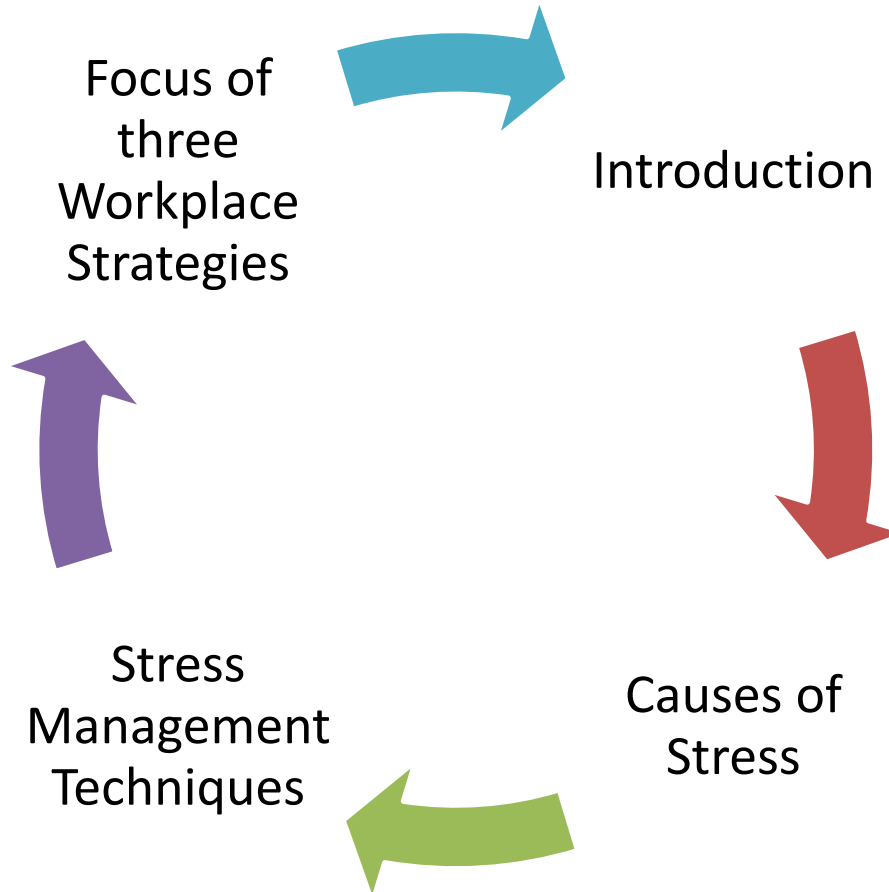 Focus of
three
Workplace
Strategies
Introduction
Causes of
Stress
Stress
Management
Techniques